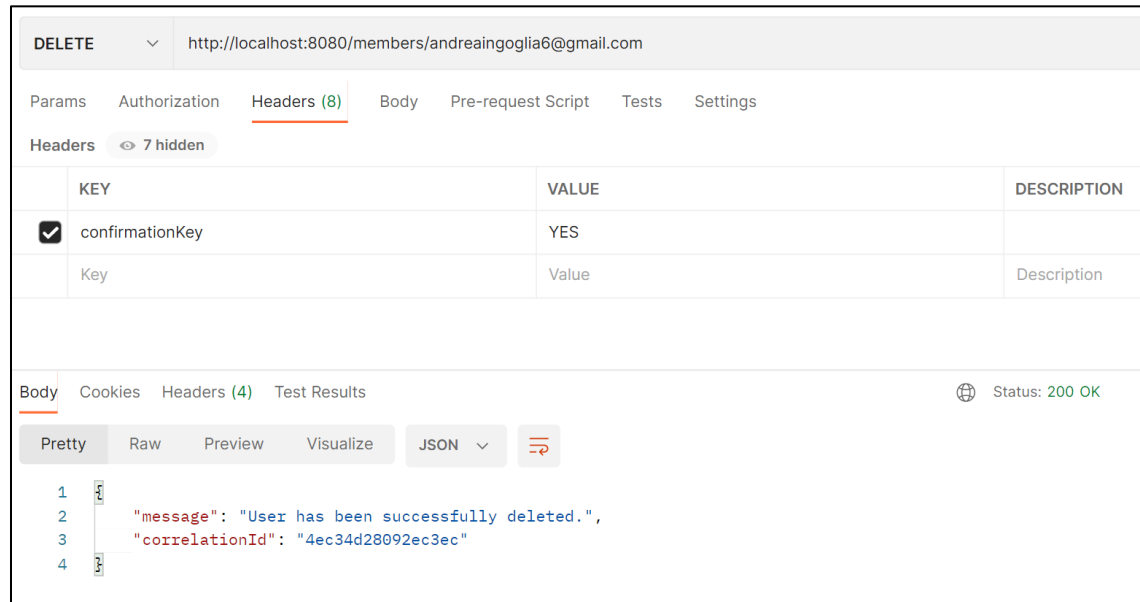 DELETE http://localhost:8080/members/andreaingoglia6@gmail.com
Params Authorization Headers (8) Body Pre-request Script Tests Settings
Headers 7 hidden
KEY VALUE DESCRIPTION
confirmationKey YES
Key Value Description
Body Cookies Headers (4) Test Results Status: 200 OK
Pretty Raw Preview Visualize JSON
1 {
2 "message": "User has been successfully deleted.",
3 "correlationId": "4ec34d28092ec3ec"
4 }